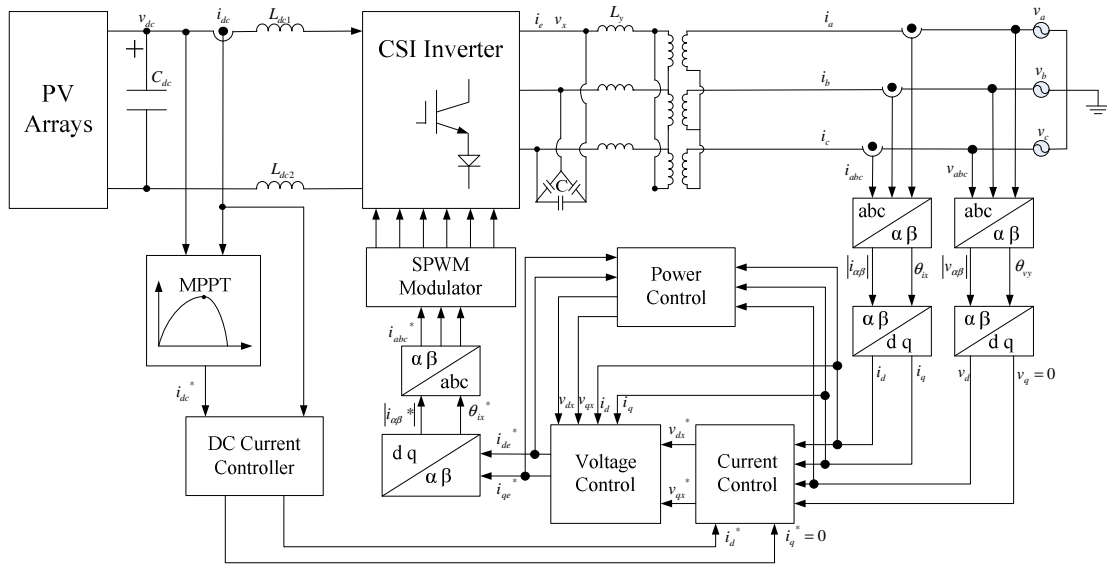 v_dc
i_dc
L_dc1
CSI Inverter
i_e v_x
L_y
i_a
v_a
+
C_dc
PV
Arrays
i_b
v_b
i_c
v_c
L_dc2
C
i_abc
v_abc
abc
α β
abc
α β
SPWM
Modulator
Power
Control
|i_αβ|
θ_ix
|v_αβ|
θ_vy
MPPT
i_abc*
α β
d q
α β
d q
α β
abc
i_d
i_q
v_d
v_q = 0
i_dc*
|i_αβ*|
θ_ix*
v_dx
v_qx
i_d
i_q
DC Current
Controller
d q
α β
i_de*
i_qe*
Voltage
Control
v_dx*
v_qx*
Current
Control
i_d*
i_q* = 0